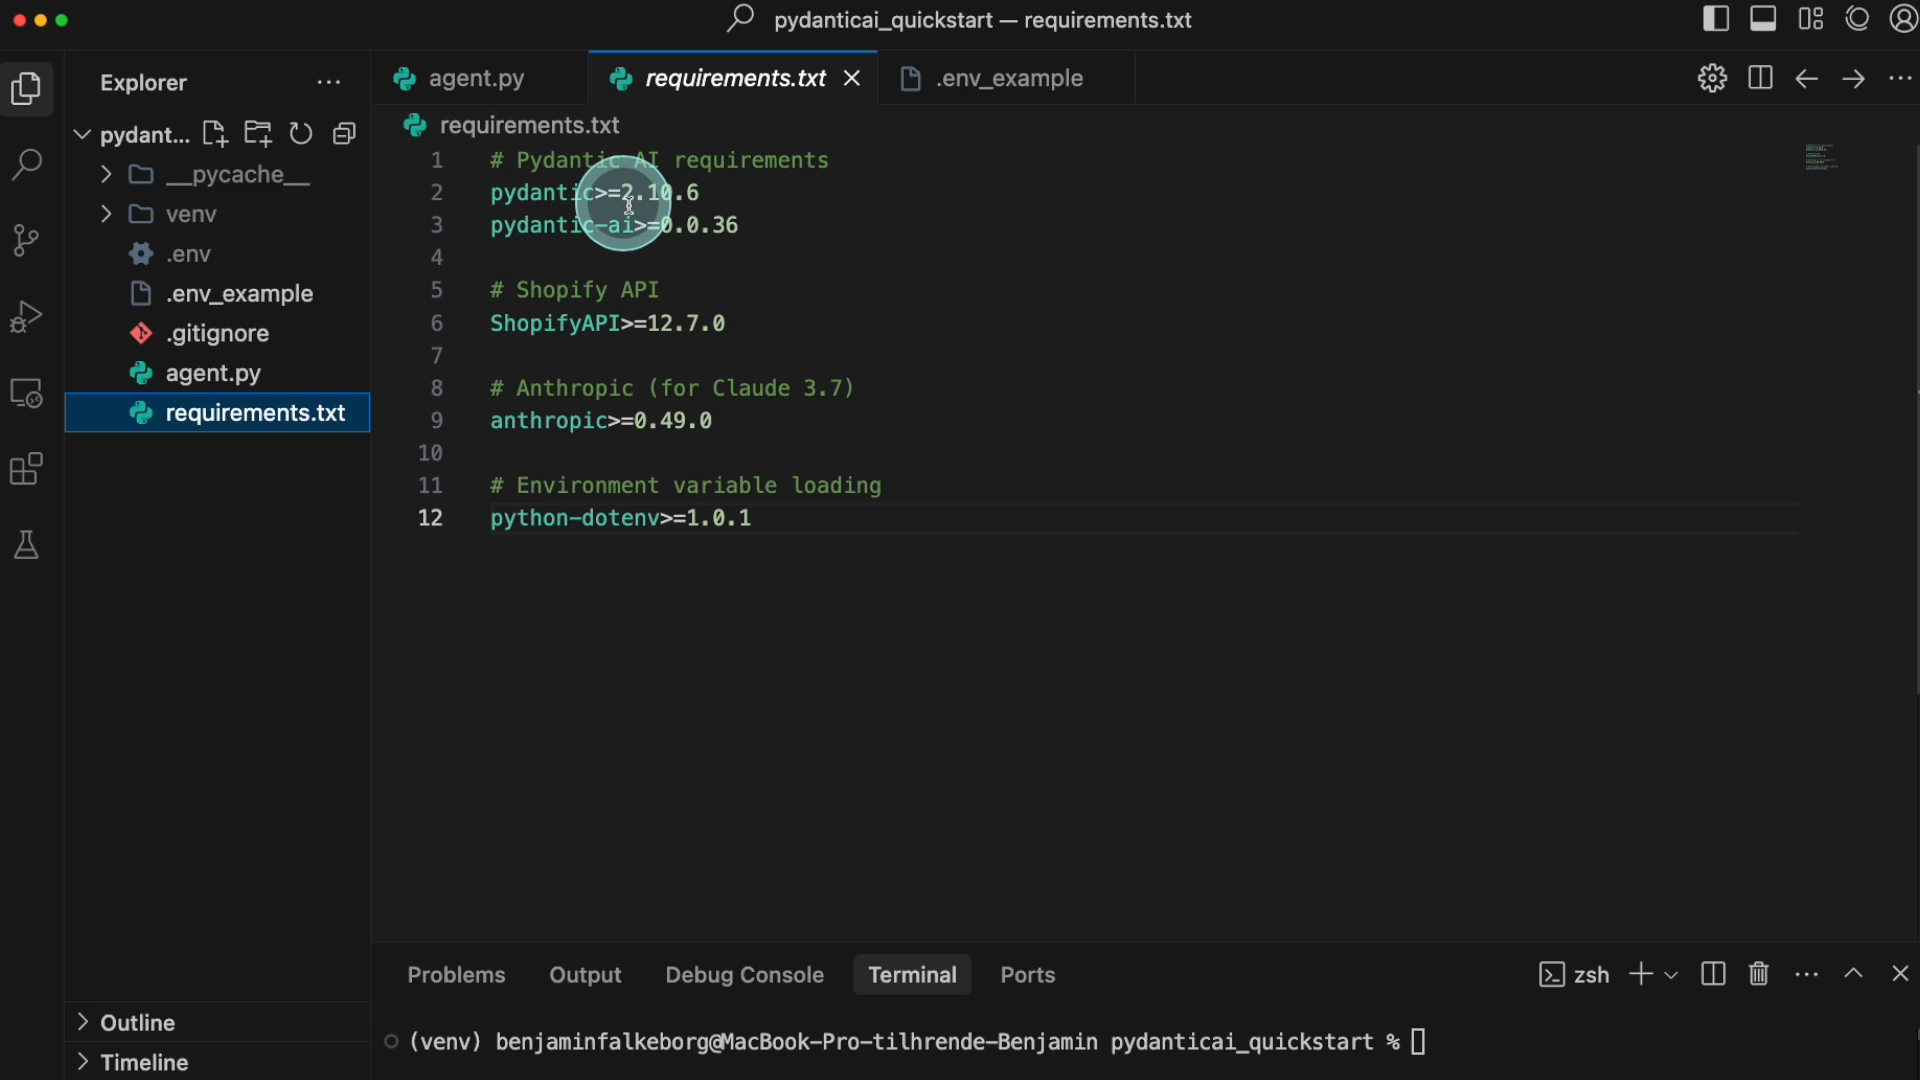 pydanticai_quickstart — requirements.txt
Explorer
pydant...
__pycache__
venv
.env
.env_example
.gitignore
agent.py
requirements.txt
Outline
Timeline
agent.py
requirements.txt
.env_example
requirements.txt
1 # Pydantic AI requirements
2 pydantic>=2.10.6
3 pydantic-ai>=0.0.36
4
5 # Shopify API
6 ShopifyAPI>=12.7.0
7
8 # Anthropic (for Claude 3.7)
9 anthropic>=0.49.0
10
11 # Environment variable loading
12 python-dotenv>=1.0.1
Problems Output Debug Console Terminal Ports
zsh
(venv) benjaminfalkeborg@MacBook-Pro-tilhrende-Benjamin pydanticai_quickstart %